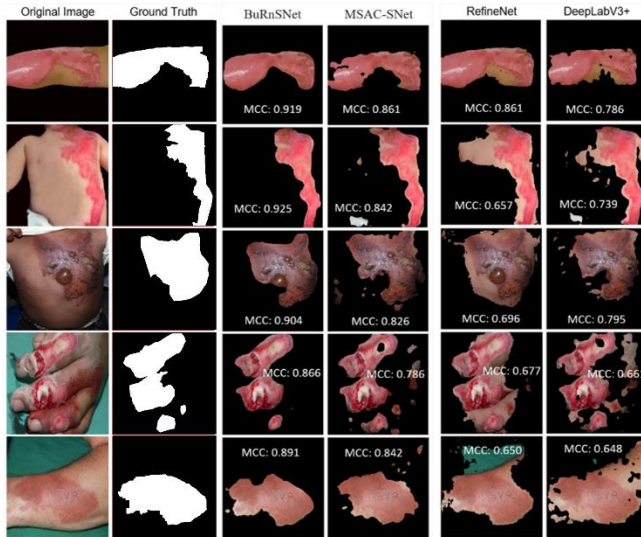 Original Image Ground Truth BuRnSNet MSAC-SNet RefineNet DeepLabV3+
MCC: 0.919 MCC: 0.861 MCC: 0.861 MCC: 0.786
MCC: 0.925 MCC: 0.842 MCC: 0.657 MCC: 0.739
MCC: 0.904 MCC: 0.826 MCC: 0.696 MCC: 0.795
MCC: 0.866 MCC: 0.786 MCC: 0.677 MCC: 0.66
MCC: 0.891 MCC: 0.842 MCC: 0.650 MCC: 0.648